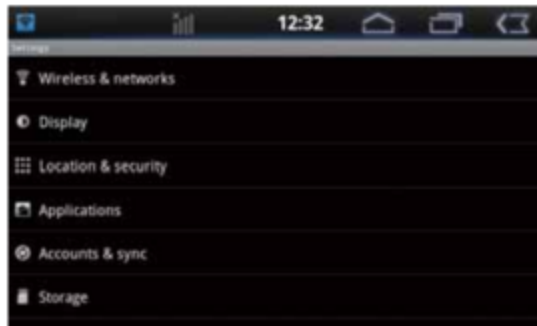 12:32
Settings
Wireless & networks
Display
Location & security
Applications
Accounts & sync
Storage